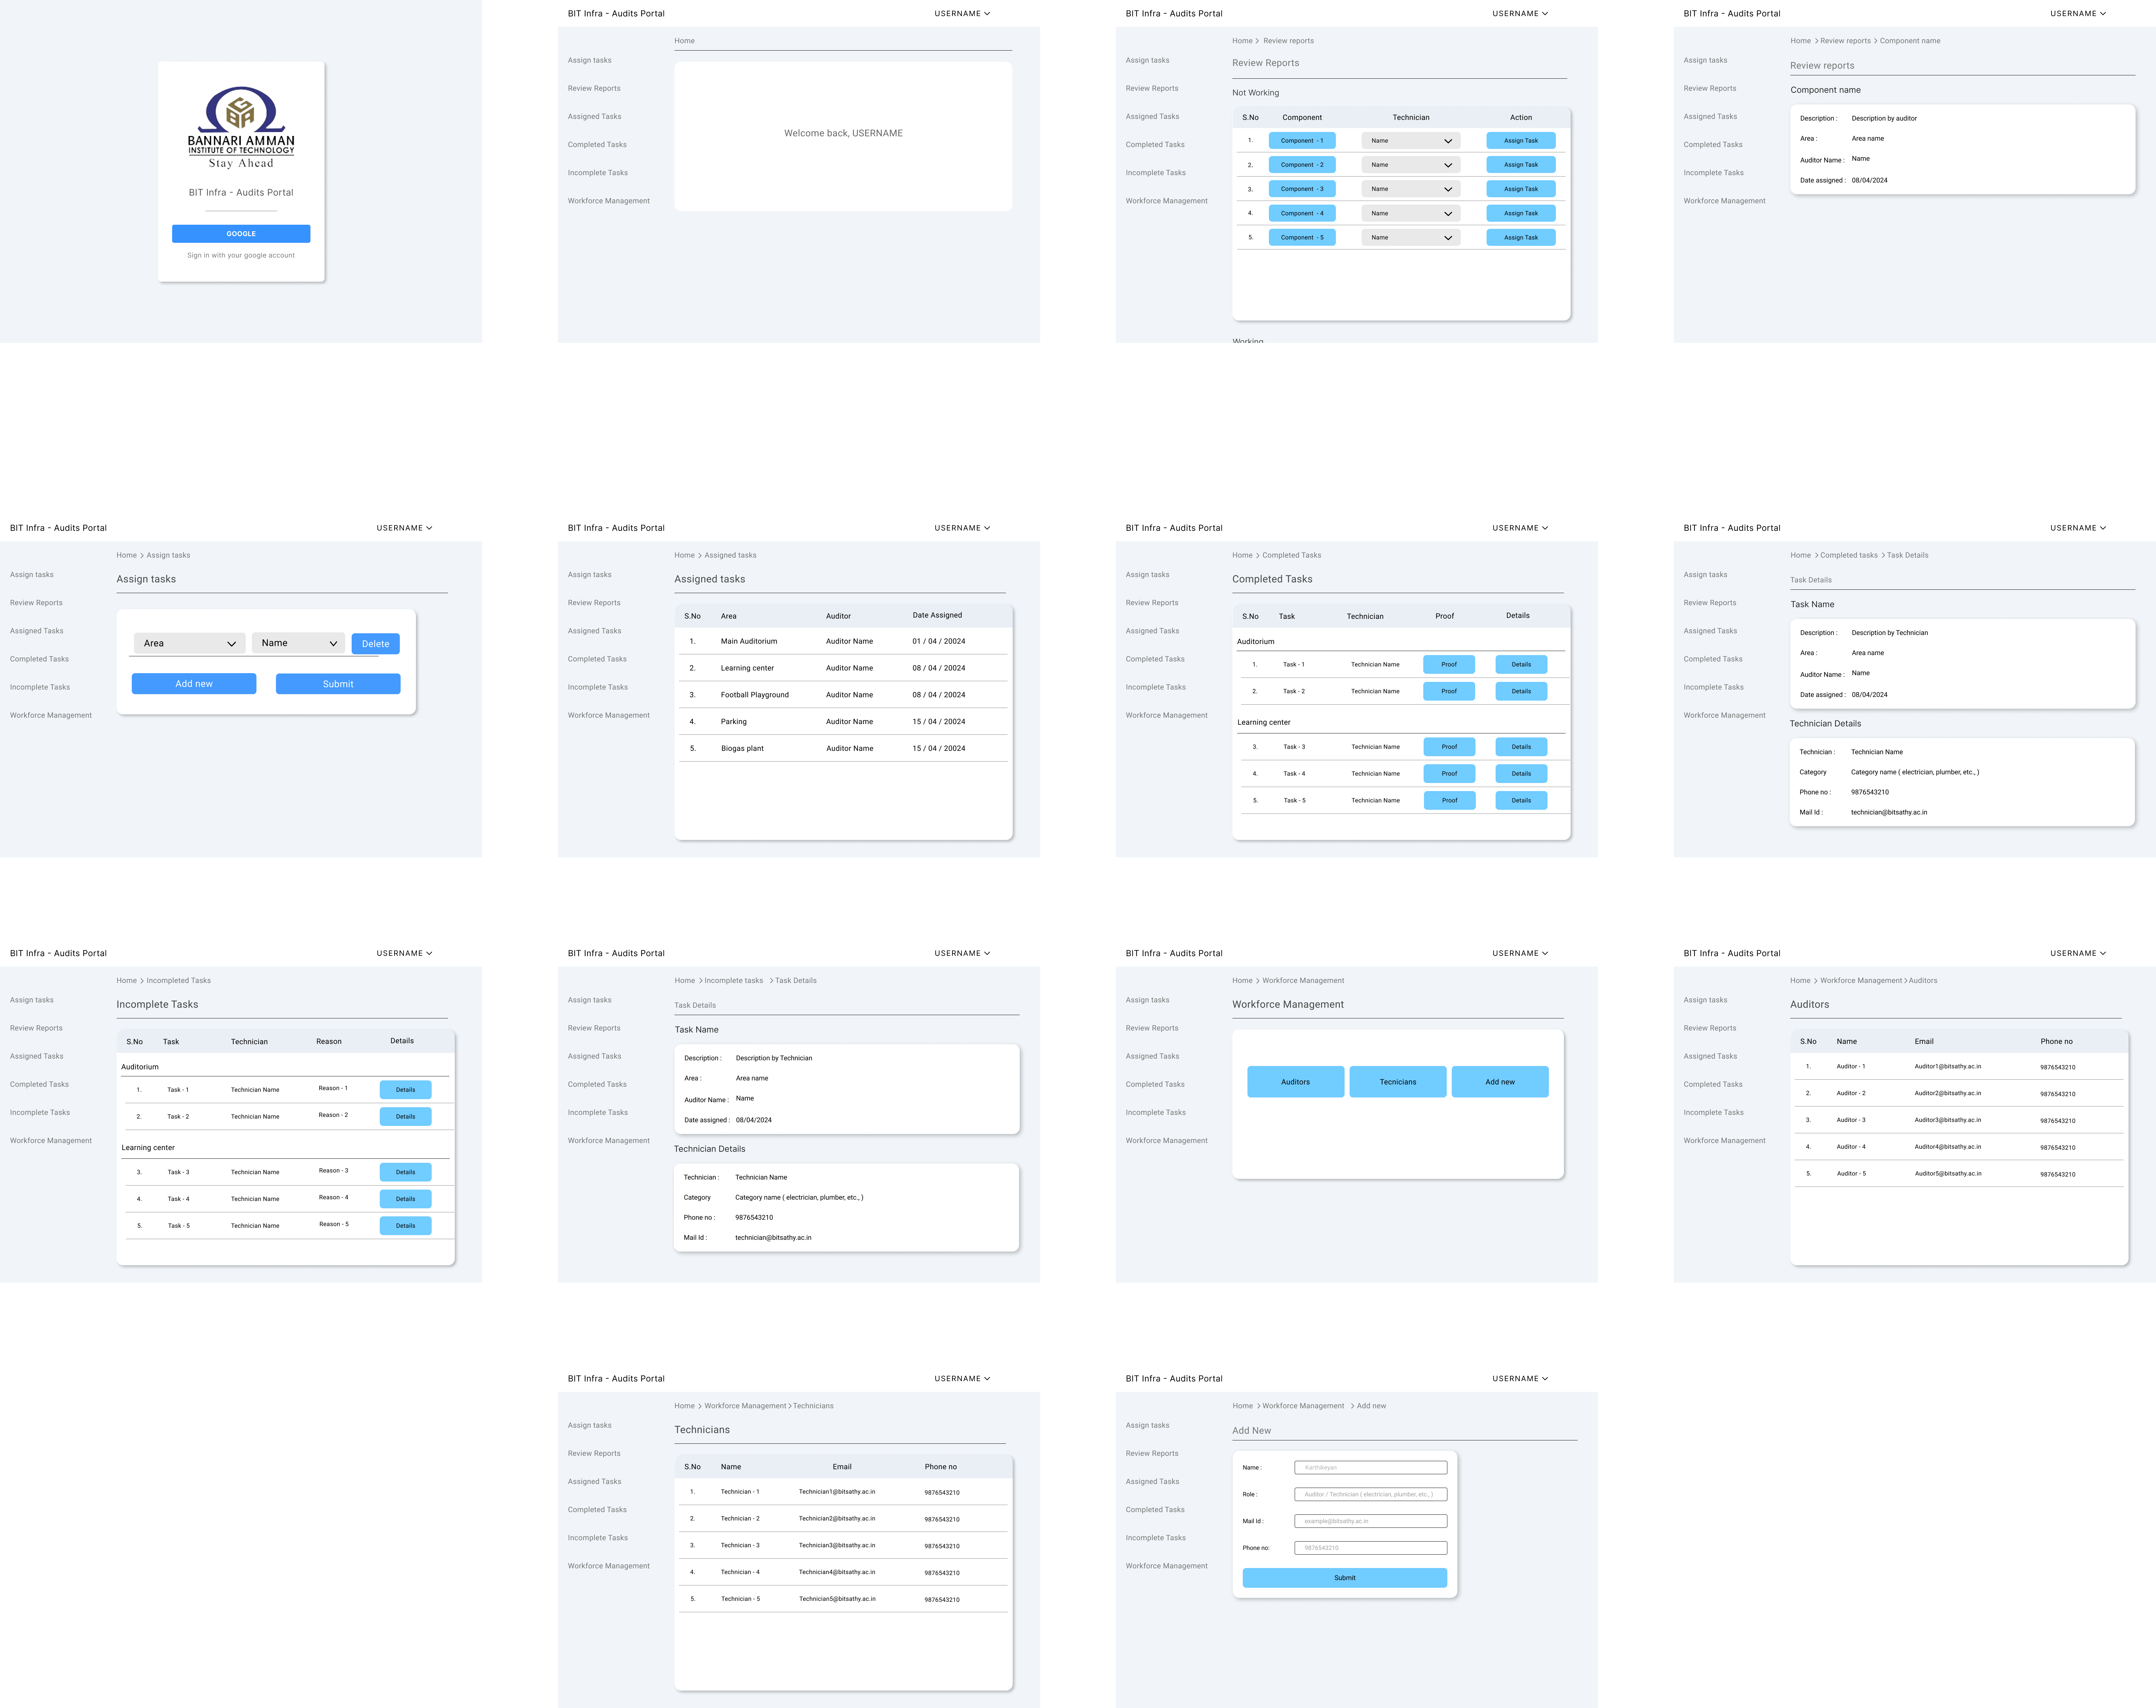 BANNARI AMMAN
INSTITUTE OF TECHNOLOGY
Stay Ahead
BIT Infra - Audits Portal
GOOGLE
Sign in with your google account
BIT Infra - Audits Portal USERNAME
Home
Assign tasks
Review Reports
Assigned Tasks
Completed Tasks
Incomplete Tasks
Workforce Management
Welcome back, USERNAME
BIT Infra - Audits Portal USERNAME
Home > Review reports
Assign tasks
Review Reports
Assigned Tasks
Completed Tasks
Incomplete Tasks
Workforce Management
Review Reports
Not Working
S.No Component Technician Action
1. Component - 1 Name Assign Task
2. Component - 2 Name Assign Task
3. Component - 3 Name Assign Task
4. Component - 4 Name Assign Task
5. Component - 5 Name Assign Task
Working
BIT Infra - Audits Portal USERNAME
Home > Review reports > Component name
Assign tasks
Review Reports
Assigned Tasks
Completed Tasks
Incomplete Tasks
Workforce Management
Review reports
Component name
Description : Description by auditor
Area : Area name
Auditor Name : Name
Date assigned : 08/04/2024
BIT Infra - Audits Portal USERNAME
Home > Assign tasks
Assign tasks
Review Reports
Assigned Tasks
Completed Tasks
Incomplete Tasks
Workforce Management
Assign tasks
Area Name Delete
Add new Submit
BIT Infra - Audits Portal USERNAME
Home > Assigned tasks
Assign tasks
Review Reports
Assigned Tasks
Completed Tasks
Incomplete Tasks
Workforce Management
Assigned tasks
S.No Area Auditor Date Assigned
1. Main Auditorium Auditor Name 01 / 04 / 20024
2. Learning center Auditor Name 08 / 04 / 20024
3. Football Playground Auditor Name 08 / 04 / 20024
4. Parking Auditor Name 15 / 04 / 20024
5. Biogas plant Auditor Name 15 / 04 / 20024
BIT Infra - Audits Portal USERNAME
Home > Completed Tasks
Assign tasks
Review Reports
Assigned Tasks
Completed Tasks
Incomplete Tasks
Workforce Management
Completed Tasks
S.No Task Technician Proof Details
Auditorium
1. Task - 1 Technician Name Proof Details
2. Task - 2 Technician Name Proof Details
Learning center
3. Task - 3 Technician Name Proof Details
4. Task - 4 Technician Name Proof Details
5. Task - 5 Technician Name Proof Details
BIT Infra - Audits Portal USERNAME
Home > Completed tasks > Task Details
Assign tasks
Review Reports
Assigned Tasks
Completed Tasks
Incomplete Tasks
Workforce Management
Task Details
Task Name
Description : Description by Technician
Area : Area name
Auditor Name : Name
Date assigned : 08/04/2024
Technician Details
Technician : Technician Name
Category Category name ( electrician, plumber, etc., )
Phone no : 9876543210
Mail Id : technician@bitsathy.ac.in
BIT Infra - Audits Portal USERNAME
Home > Incompleted Tasks
Assign tasks
Review Reports
Assigned Tasks
Completed Tasks
Incomplete Tasks
Workforce Management
Incomplete Tasks
S.No Task Technician Reason Details
Auditorium
1. Task - 1 Technician Name Reason - 1 Details
2. Task - 2 Technician Name Reason - 2 Details
Learning center
3. Task - 3 Technician Name Reason - 3 Details
4. Task - 4 Technician Name Reason - 4 Details
5. Task - 5 Technician Name Reason - 5 Details
BIT Infra - Audits Portal USERNAME
Home > Incomplete tasks > Task Details
Assign tasks
Review Reports
Assigned Tasks
Completed Tasks
Incomplete Tasks
Workforce Management
Task Details
Task Name
Description : Description by Technician
Area : Area name
Auditor Name : Name
Date assigned : 08/04/2024
Technician Details
Technician : Technician Name
Category Category name ( electrician, plumber, etc., )
Phone no : 9876543210
Mail Id : technician@bitsathy.ac.in
BIT Infra - Audits Portal USERNAME
Home > Workforce Management
Assign tasks
Review Reports
Assigned Tasks
Completed Tasks
Incomplete Tasks
Workforce Management
Workforce Management
Auditors Tecnicians Add new
BIT Infra - Audits Portal USERNAME
Home > Workforce Management > Auditors
Assign tasks
Review Reports
Assigned Tasks
Completed Tasks
Incomplete Tasks
Workforce Management
Auditors
S.No Name Email Phone no
1. Auditor - 1 Auditor1@bitsathy.ac.in 9876543210
2. Auditor - 2 Auditor2@bitsathy.ac.in 9876543210
3. Auditor - 3 Auditor3@bitsathy.ac.in 9876543210
4. Auditor - 4 Auditor4@bitsathy.ac.in 9876543210
5. Auditor - 5 Auditor5@bitsathy.ac.in 9876543210
BIT Infra - Audits Portal USERNAME
Home > Workforce Management > Technicians
Assign tasks
Review Reports
Assigned Tasks
Completed Tasks
Incomplete Tasks
Workforce Management
Technicians
S.No Name Email Phone no
1. Technician - 1 Technician1@bitsathy.ac.in 9876543210
2. Technician - 2 Technician2@bitsathy.ac.in 9876543210
3. Technician - 3 Technician3@bitsathy.ac.in 9876543210
4. Technician - 4 Technician4@bitsathy.ac.in 9876543210
5. Technician - 5 Technician5@bitsathy.ac.in 9876543210
BIT Infra - Audits Portal USERNAME
Home > Workforce Management > Add new
Assign tasks
Review Reports
Assigned Tasks
Completed Tasks
Incomplete Tasks
Workforce Management
Add New
Name : Karthikeyan
Role : Auditor / Technician ( electrician, plumber, etc., )
Mail Id : example@bitsathy.ac.in
Phone no: 9876543210
Submit